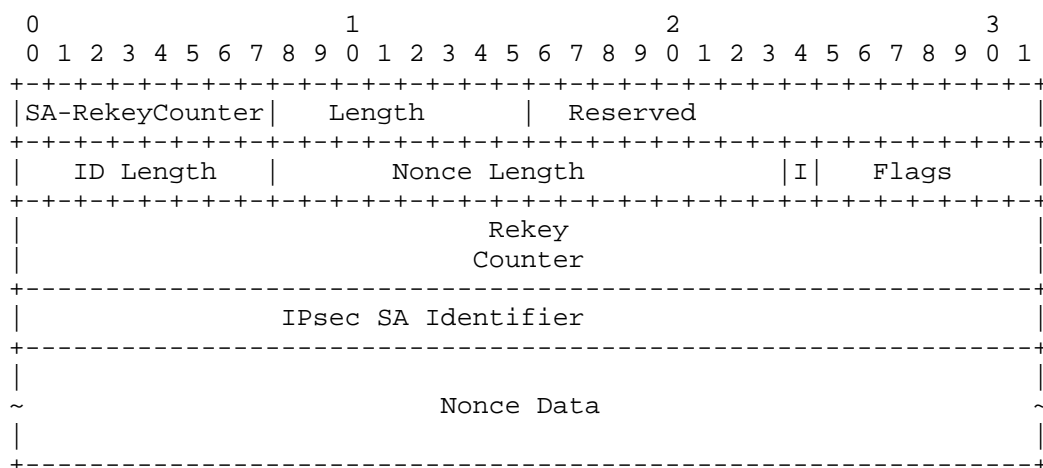 0                   1                   2                   3
 0 1 2 3 4 5 6 7 8 9 0 1 2 3 4 5 6 7 8 9 0 1 2 3 4 5 6 7 8 9 0 1
+-+-+-+-+-+-+-+-+-+-+-+-+-+-+-+-+-+-+-+-+-+-+-+-+-+-+-+-+-+-+-+-+
|SA-RekeyCounter|   Length      |  Reserved                     |
+-+-+-+-+-+-+-+-+-+-+-+-+-+-+-+-+-+-+-+-+-+-+-+-+-+-+-+-+-+-+-+-+
|   ID Length   |       Nonce Length            |I|   Flags     |
+-+-+-+-+-+-+-+-+-+-+-+-+-+-+-+-+-+-+-+-+-+-+-+-+-+-+-+-+-+-+-+-+
|                             Rekey                             |
|                            Counter                            |
+---------------------------------------------------------------+
|                IPsec SA Identifier                            |
+---------------------------------------------------------------+
|                                                               |
~                          Nonce Data                           ~
|                                                               |
+---------------------------------------------------------------+